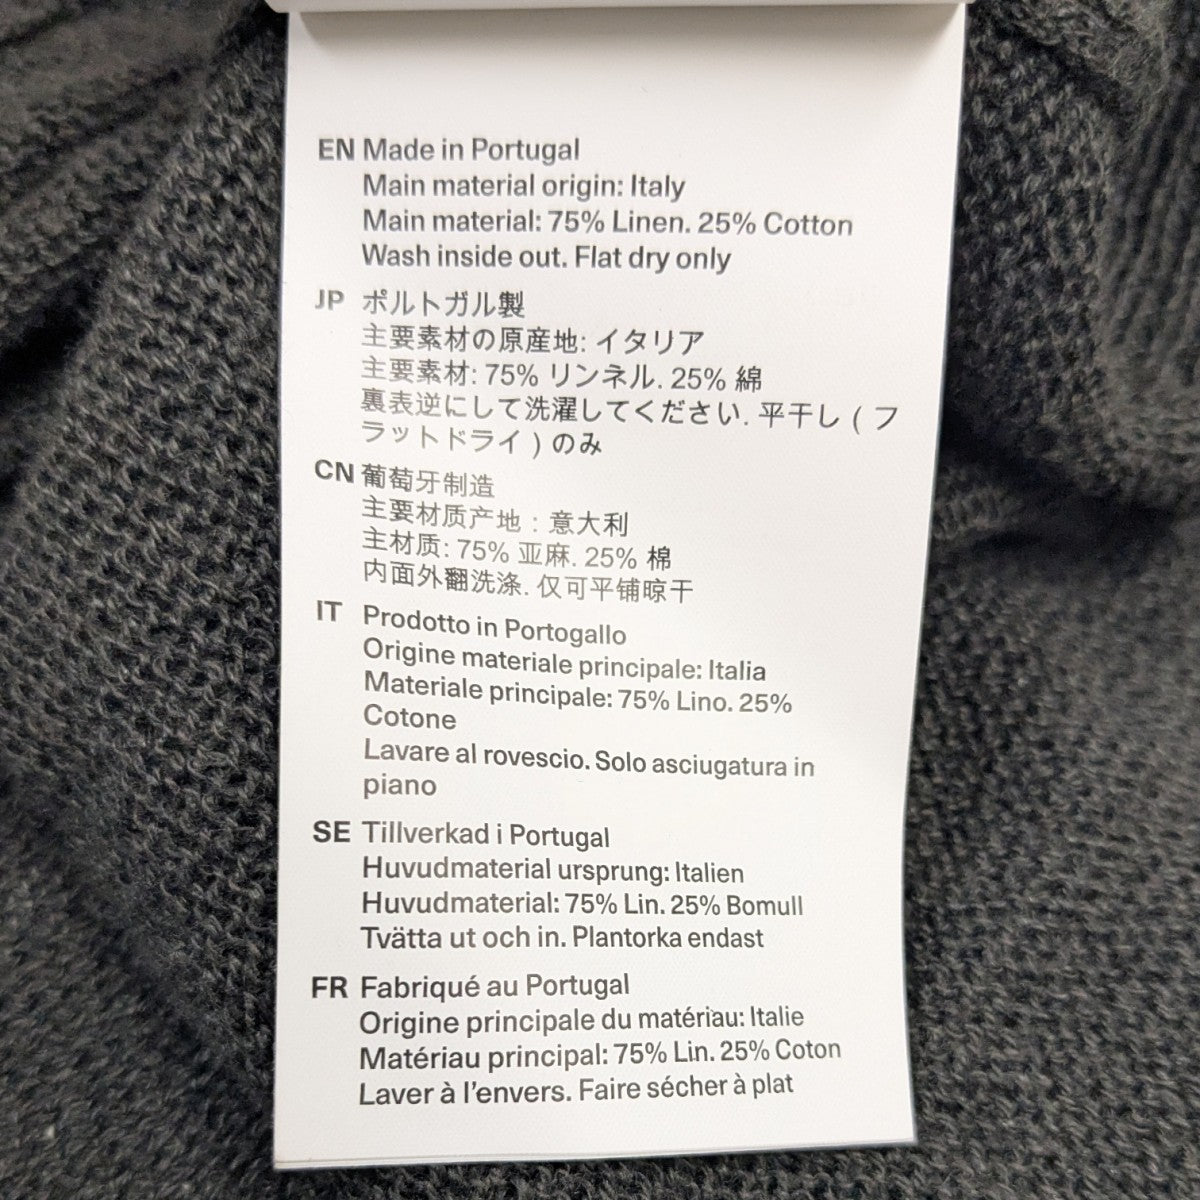 EN Made in Portugal
Main material origin: Italy
Main material: 75% Linen. 25% Cotton
Wash inside out. Flat dry only
JP ポルトガル製
主要素材の原産地: イタリア
主要素材: 75% リンネル. 25% 綿
裏表逆にして洗濯してください. 平干し ( フ
ラットドライ ) のみ
CN 葡萄牙制造
主要材质产地 : 意大利
主材质: 75% 亚麻. 25% 棉
内面外翻洗涤. 仅可平铺晾干
IT Prodotto in Portogallo
Origine materiale principale: Italia
Materiale principale: 75% Lino. 25%
Cotone
Lavare al rovescio. Solo asciugatura in
piano
SE Tillverkad i Portugal
Huvudmaterial ursprung: Italien
Huvudmaterial: 75% Lin. 25% Bomull
Tvätta ut och in. Plantorka endast
FR Fabriqué au Portugal
Origine principale du matériau: Italie
Matériau principal: 75% Lin. 25% Coton
Laver à l'envers. Faire sécher à plat